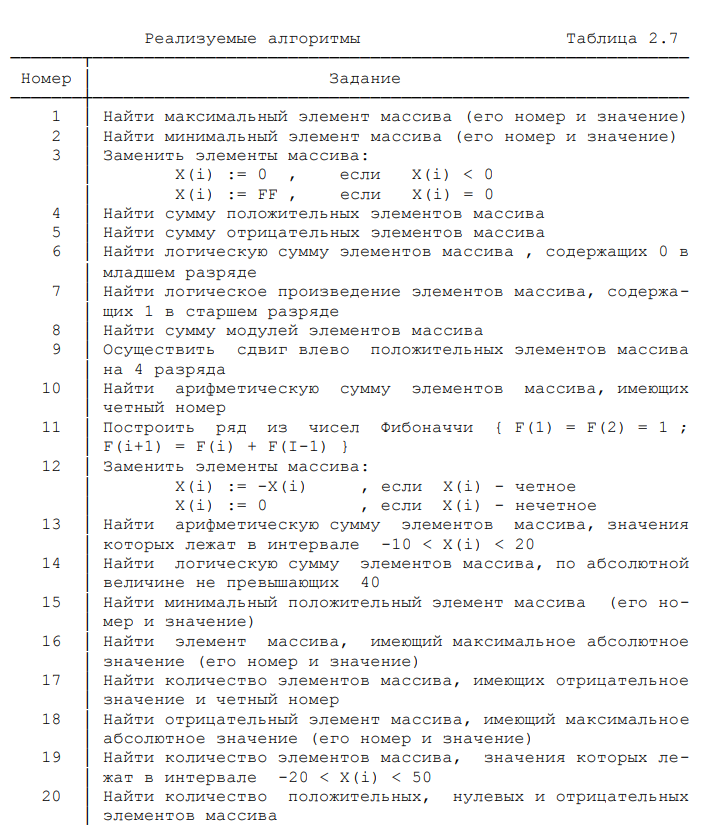 Реализуемые алгоритмы Таблица 2.7
Номер Задание
1 Найти максимальный элемент массива (его номер и значение)
2 Найти минимальный элемент массива (его номер и значение)
3 Заменить элементы массива:
X(i) := 0 , если X(i) < 0
X(i) := FF , если X(i) = 0
4 Найти сумму положительных элементов массива
5 Найти сумму отрицательных элементов массива
6 Найти логическую сумму элементов массива , содержащих 0 в
младшем разряде
7 Найти логическое произведение элементов массива, содержа-
щих 1 в старшем разряде
8 Найти сумму модулей элементов массива
9 Осуществить сдвиг влево положительных элементов массива
на 4 разряда
10 Найти арифметическую сумму элементов массива, имеющих
четный номер
11 Построить ряд из чисел Фибоначчи { F(1) = F(2) = 1 ;
F(i+1) = F(i) + F(I-1) }
12 Заменить элементы массива:
X(i) := -X(i) , если X(i) - четное
X(i) := 0 , если X(i) - нечетное
13 Найти арифметическую сумму элементов массива, значения
которых лежат в интервале -10 < X(i) < 20
14 Найти логическую сумму элементов массива, по абсолютной
величине не превышающих 40
15 Найти минимальный положительный элемент массива (его но-
мер и значение)
16 Найти элемент массива, имеющий максимальное абсолютное
значение (его номер и значение)
17 Найти количество элементов массива, имеющих отрицательное
значение и четный номер
18 Найти отрицательный элемент массива, имеющий максимальное
абсолютное значение (его номер и значение)
19 Найти количество элементов массива, значения которых ле-
жат в интервале -20 < X(i) < 50
20 Найти количество положительных, нулевых и отрицательных
элементов массива